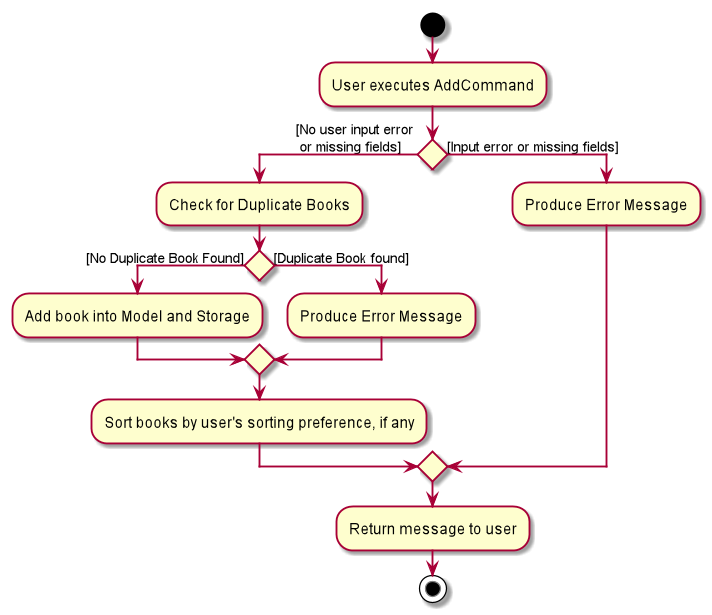 User executes AddCommand
[No user input error
or missing fields]
[Input error or missing fields]
Check for Duplicate Books
Produce Error Message
[No Duplicate Book Found]
[Duplicate Book found]
Add book into Model and Storage
Produce Error Message
Sort books by user's sorting preference, if any
Return message to user